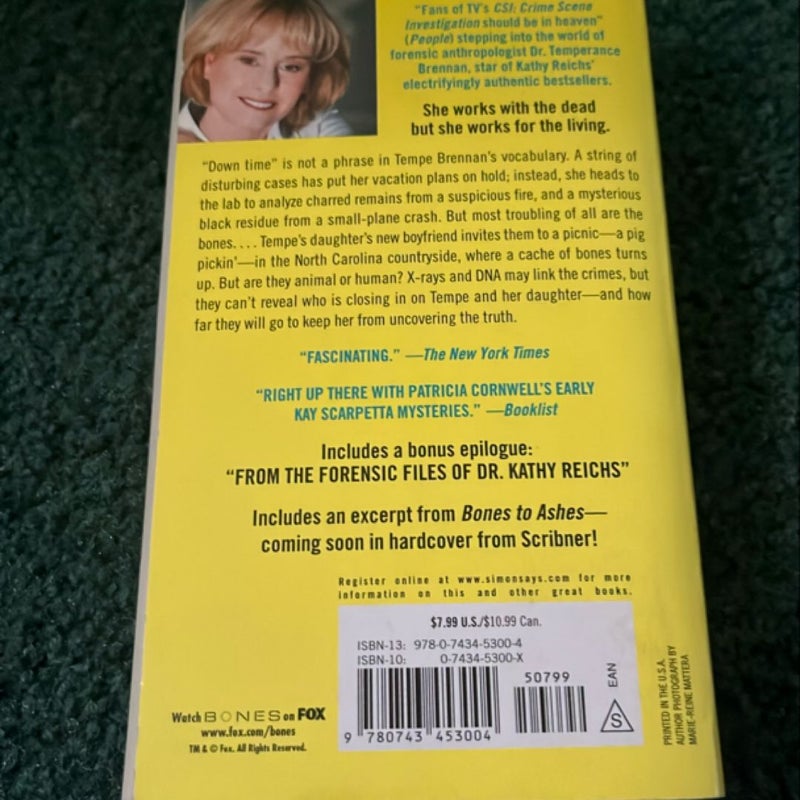 "Fans of TV's CSI: Crime Scene
Investigation should be in heaven"
(People) stepping into the world of
forensic anthropologist Dr. Temperance
Brennan, star of Kathy Reichs'
electrifyingly authentic bestsellers.
She works with the dead
but she works for the living.
"Down time" is not a phrase in Tempe Brennan's vocabulary. A string of
disturbing cases has put her vacation plans on hold; instead, she heads to
the lab to analyze charred remains from a suspicious fire, and a mysterious
black residue from a small-plane crash. But most troubling of all are the
bones.... Tempe's daughter's new boyfriend invites them to a picnic—a pig
pickin'—in the North Carolina countryside, where a cache of bones turns
up. But are they animal or human? X-rays and DNA may link the crimes, but
they can't reveal who is closing in on Tempe and her daughter—and how
far they will go to keep her from uncovering the truth.
"FASCINATING." —The New York Times
"RIGHT UP THERE WITH PATRICIA CORNWELL'S EARLY
KAY SCARPETTA MYSTERIES." —Booklist
Includes a bonus epilogue:
"FROM THE FORENSIC FILES OF DR. KATHY REICHS"
Includes an excerpt from Bones to Ashes—
coming soon in hardcover from Scribner!
Register online at www.simonsays.com for more
information on this and other great books.
$7.99 U.S./$10.99 Can.
ISBN-13: 978-0-7434-5300-4
ISBN-10: 0-7434-5300-X
50799
EAN
S
9 780743 453004
Watch BONES on FOX
www.fox.com/bones
TM & © Fox. All Rights Reserved.
PRINTED IN THE U.S.A.
AUTHOR PHOTOGRAPH BY
MARIE-REINE MATTERA